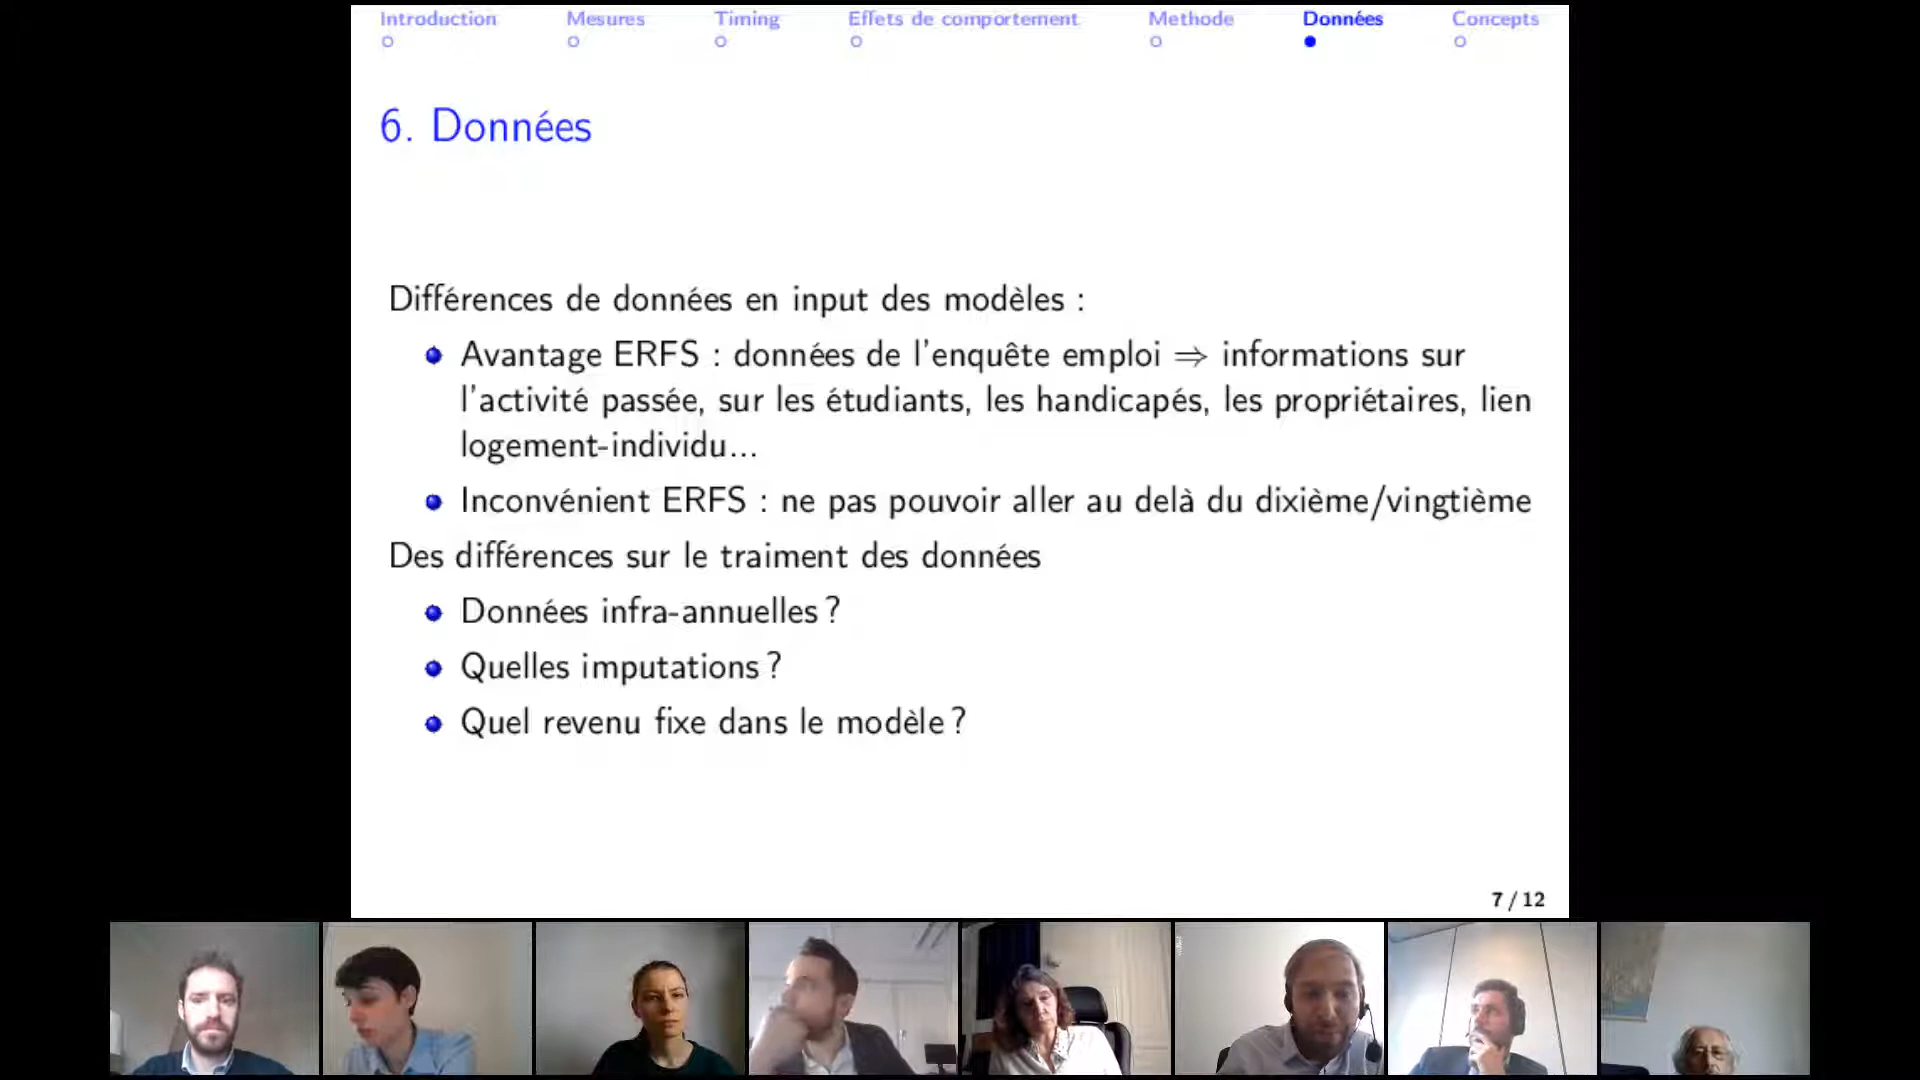 Introduction Mesures Timing Effets de comportement Methode Données Concepts
6. Données
Différences de données en input des modèles :
Avantage ERFS : données de l'enquête emploi ⇒ informations sur
l'activité passée, sur les étudiants, les handicapés, les propriétaires, lien
logement-individu...
Inconvénient ERFS : ne pas pouvoir aller au delà du dixième/vingtième
Des différences sur le traiment des données
Données infra-annuelles ?
Quelles imputations ?
Quel revenu fixe dans le modèle ?
7 / 12